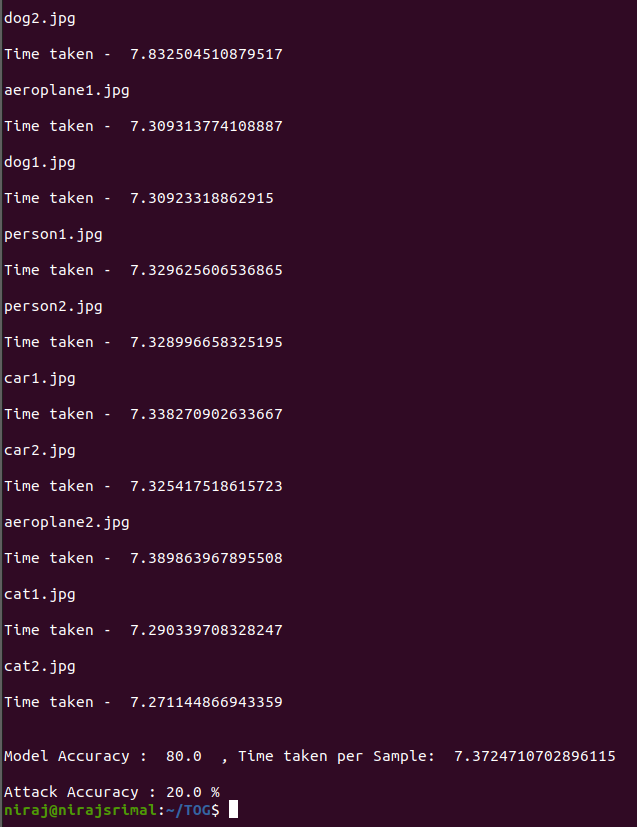 dog2.jpg
Time taken -  7.832504510879517
aeroplane1.jpg
Time taken -  7.309313774108887
dog1.jpg
Time taken -  7.30923318862915
person1.jpg
Time taken -  7.329625606536865
person2.jpg
Time taken -  7.328996658325195
car1.jpg
Time taken -  7.338270902633667
car2.jpg
Time taken -  7.325417518615723
aeroplane2.jpg
Time taken -  7.389863967895508
cat1.jpg
Time taken -  7.290339708328247
cat2.jpg
Time taken -  7.271144866943359
Model Accuracy :  80.0  , Time taken per Sample:  7.3724710702896115
Attack Accuracy : 20.0 %
niraj@nirajsrimal:~/TOG$